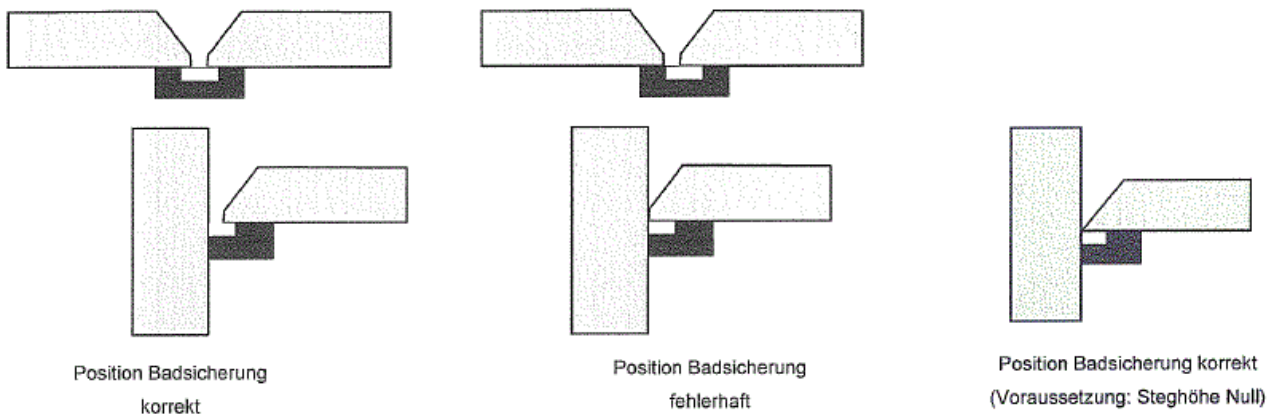 Position Badsicherung
korrekt
Position Badsicherung
fehlerhaft
Position Badsicherung korrekt
(Voraussetzung: Steghöhe Null)